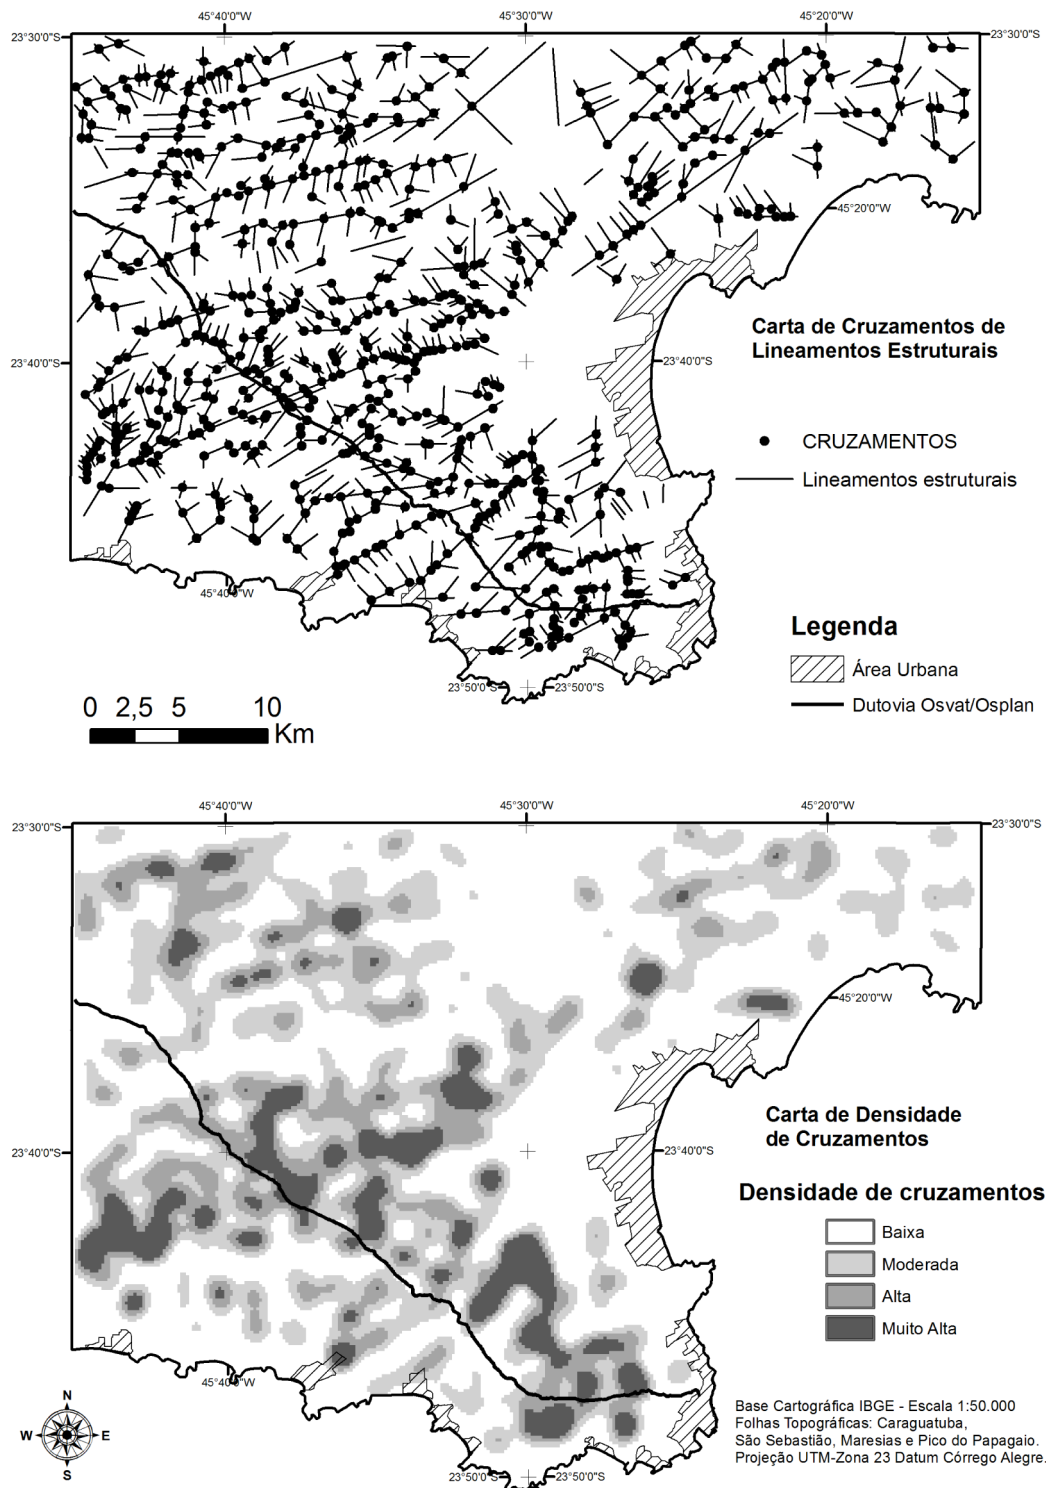 45°40'0"W
45°30'0"W
45°20'0"W
23°30'0"S
23°30'0"S
45°20'0"W
Carta de Cruzamentos de
Lineamentos Estruturais
23°40'0"S
23°40'0"S
CRUZAMENTOS
Lineamentos estruturais
45°40'0"W
Legenda
Área Urbana
23°50'0"S
23°50'0"S
Dutovia Osvat/Osplan
0 2,5 5 10
Km
45°40'0"W
45°30'0"W
45°20'0"W
23°30'0"S
23°30'0"S
45°20'0"W
Carta de Densidade
de Cruzamentos
23°40'0"S
23°40'0"S
Densidade de cruzamentos
Baixa
Moderada
Alta
Muito Alta
45°40'0"W
N
W E
S
Base Cartográfica IBGE - Escala 1:50.000
Folhas Topográficas: Caraguatuba,
São Sebastião, Maresias e Pico do Papagaio.
Projeção UTM-Zona 23 Datum Córrego Alegre.
23°50'0"S
23°50'0"S